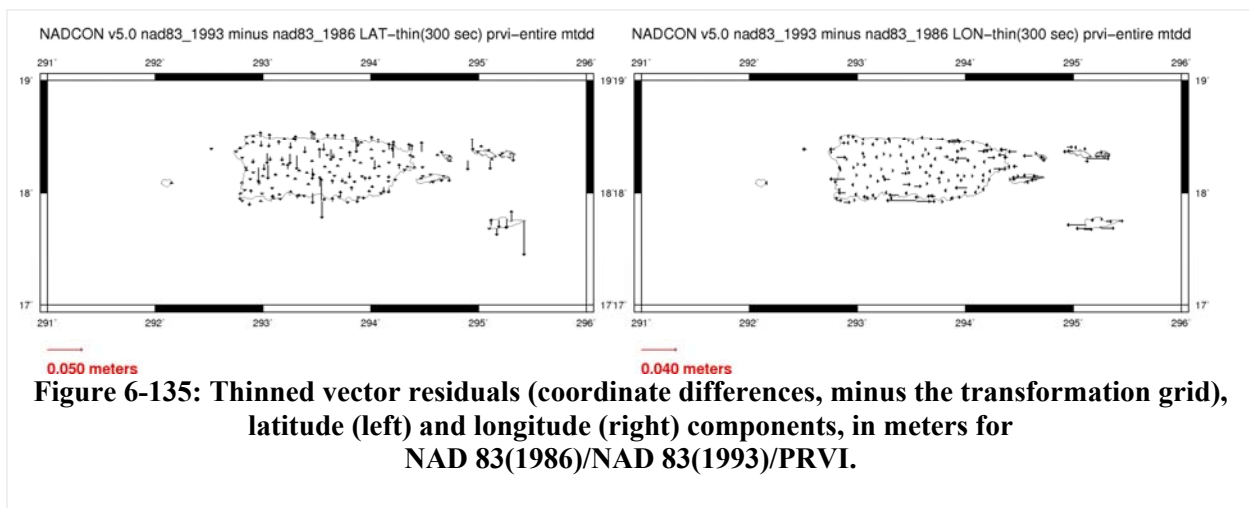 NADCON v5.0 nad83_1993 minus nad83_1986 LAT-thin(300 sec) prvi-entire mtdd
291° 292° 293° 294° 295° 296°
19° 19°
18° 18°
17° 17°
291° 292° 293° 294° 295° 296°
0.050 meters
NADCON v5.0 nad83_1993 minus nad83_1986 LON-thin(300 sec) prvi-entire mtdd
291° 292° 293° 294° 295° 296°
19° 19°
18° 18°
17° 17°
291° 292° 293° 294° 295° 296°
0.040 meters
Figure 6-135: Thinned vector residuals (coordinate differences, minus the transformation grid),
latitude (left) and longitude (right) components, in meters for
NAD 83(1986)/NAD 83(1993)/PRVI.